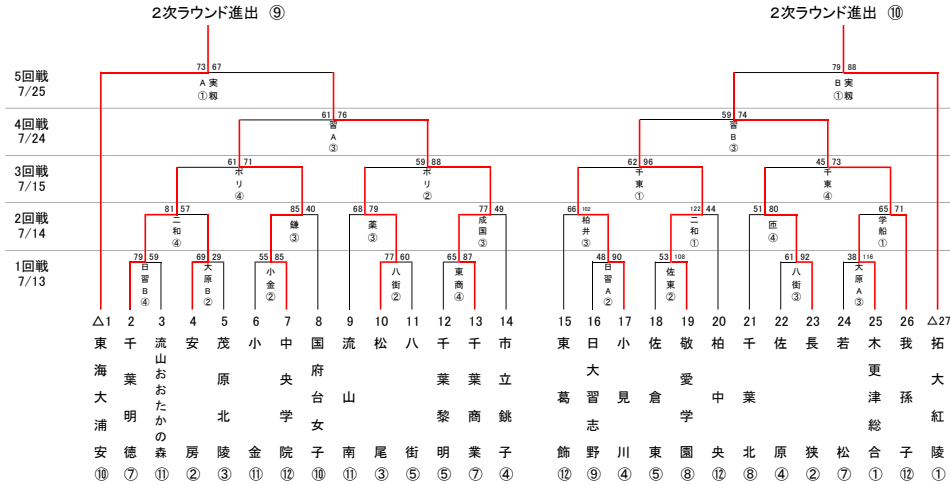 2次ラウンド進出 ⑨
2次ラウンド進出 ⑩
5回戦
7/25
73 67
A 実
① 籾
79 88
B 実
① 籾
4回戦
7/24
61 76
習
A
③
59 74
習
B
③
3回戦
7/15
61 71
ポリ
④
59 88
ポリ
②
62 96
千東
①
45 73
千東
④
2回戦
7/14
81 57
二和
④
85 40
鎌
③
68 79
薬
③
77 49
成国
③
66 102
柏井
③
122 44
二和
①
51 80
匝
④
65 71
学船
①
1回戦
7/13
79 59
日習B
④
69 29
大原B
②
55 85
小金
②
77 60
八街
②
65 87
東商
④
48 90
日習A
②
53 108
佐東
②
61 92
八街
③
38 116
大原A
③
△1 東海大浦安 ⑩
2 千葉明徳 ⑦
3 流山おおたかの森 ⑪
4 安房 ②
5 茂原北陵 ③
6 小金 ⑪
7 中央学院 ⑫
8 国府台女子 ⑩
9 流山南 ⑪
10 松尾 ③
11 八街 ⑤
12 千葉黎明 ⑤
13 千葉商業 ⑦
14 市立銚子 ④
15 東葛飾 ⑫
16 日大習志野 ⑨
17 小見川 ④
18 佐倉東 ⑤
19 敬愛学園 ⑧
20 柏中央 ⑫
21 千葉北 ⑧
22 佐原 ④
23 長狭 ②
24 若松 ⑦
25 木更津総合 ①
26 我孫子 ⑫
△27 拓大紅陵 ①